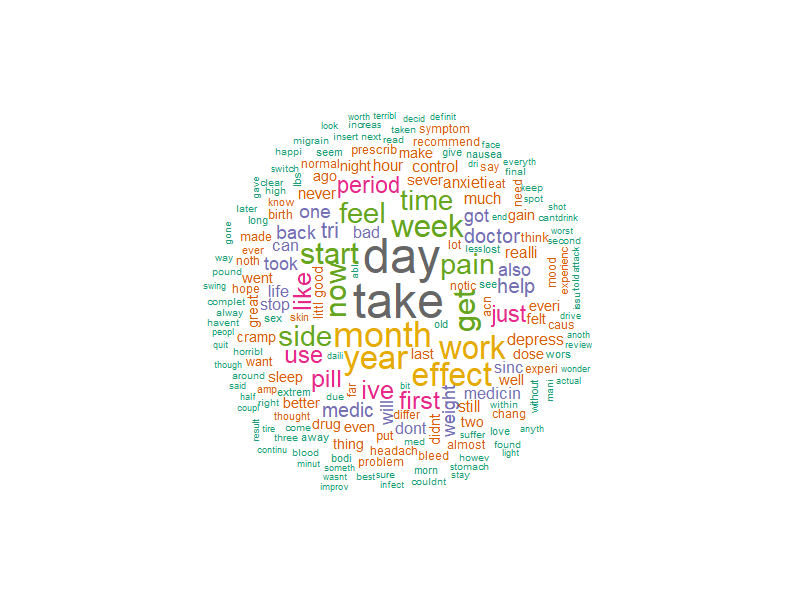 worth terribl decid definit
look increas taken symptom
migrain insert next read recommend face
happi seem prescrib make give nausea
switch normal night hour control dri say everyth
gave clear lbs ago period sever anxieti eat final keep
high never much need spot
know feel time shot
later birth one week got gain cantdrink
long back tri bad doctor think worst
gone made can start day lot realli second
way ever took now able pain also mood experienc issu told attack
pound went littl good less lost
swing hope life like take notic see help
complet great stop get acn everi
alway sex skin old just felt drive
havent cramp side month work caus anoth
peopl depress review
quit want use daili year last dose wors
horribl effect sinc wonder
though around sleep pill far ive bit first well experi actual
said amp extrem weight medicin without mani
half right better due will still within chang
coupl thought medic differ two
result tire come drug even dont didnt suffer love anyth
three away thing put med almost found
continu blood headach bleed howev light
minut bodi problem morn stomach
someth wasnt best sure couldnt stay
improv infect end